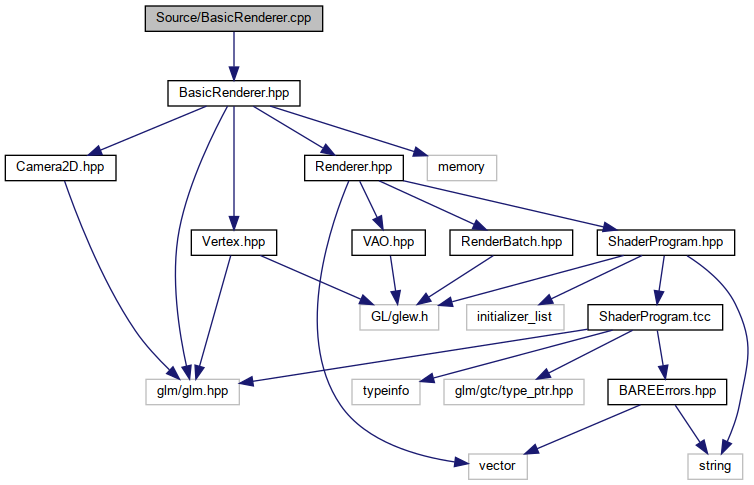 Source/BasicRenderer.cpp
BasicRenderer.hpp
Camera2D.hpp
Renderer.hpp
memory
Vertex.hpp
VAO.hpp
RenderBatch.hpp
ShaderProgram.hpp
GL/glew.h
initializer_list
ShaderProgram.tcc
glm/glm.hpp
typeinfo
glm/gtc/type_ptr.hpp
BAREErrors.hpp
vector
string